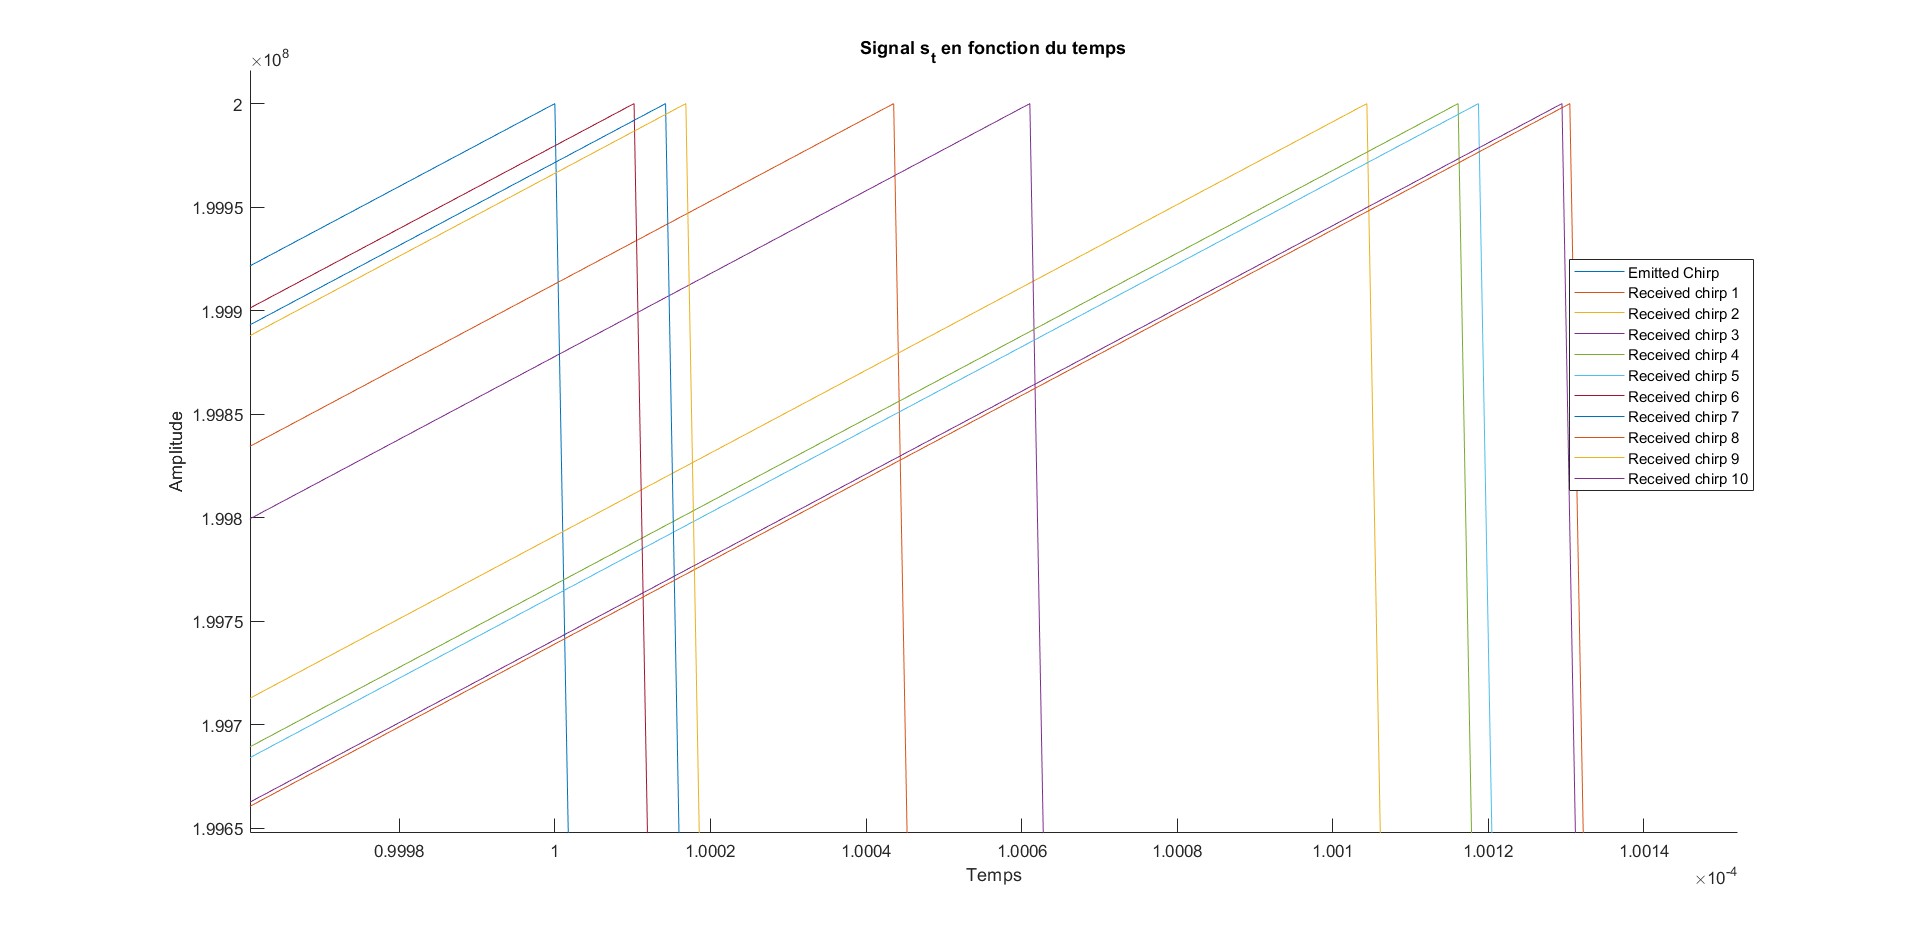 Signal s_t en fonction du temps
×10^8
2
1.9995
1.999
1.9985
1.998
1.9975
1.997
1.9965
Amplitude
0.9998 1 1.0002 1.0004 1.0006 1.0008 1.001 1.0012 1.0014
Temps
×10^-4
Emitted Chirp
Received chirp 1
Received chirp 2
Received chirp 3
Received chirp 4
Received chirp 5
Received chirp 6
Received chirp 7
Received chirp 8
Received chirp 9
Received chirp 10